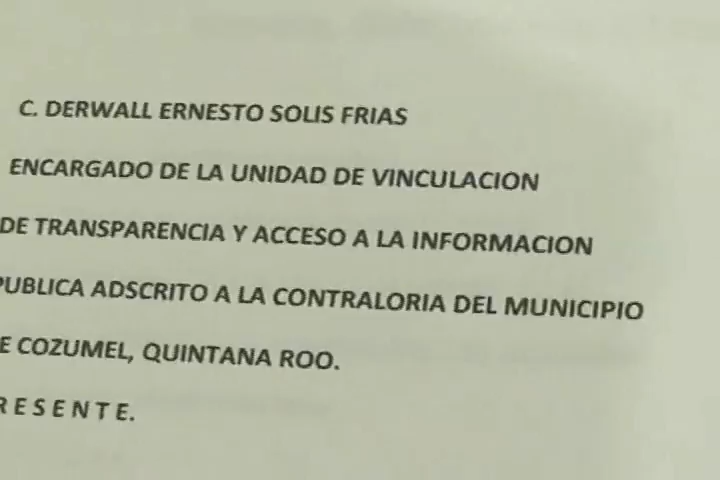 C. DERWALL ERNESTO SOLIS FRIAS
ENCARGADO DE LA UNIDAD DE VINCULACION
DE TRANSPARENCIA Y ACCESO A LA INFORMACION
PUBLICA ADSCRITO A LA CONTRALORIA DEL MUNICIPIO
E COZUMEL, QUINTANA ROO.
R E S E N T E.